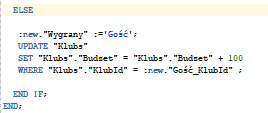 ELSE
:new."Wygrany" :='Gość';
UPDATE "Klubs"
SET "Klubs"."Budzet" = "Klubs"."Budzet" + 100
WHERE "Klubs"."KlubId" = :new."Gość_KlubId" ;
END IF;
END;